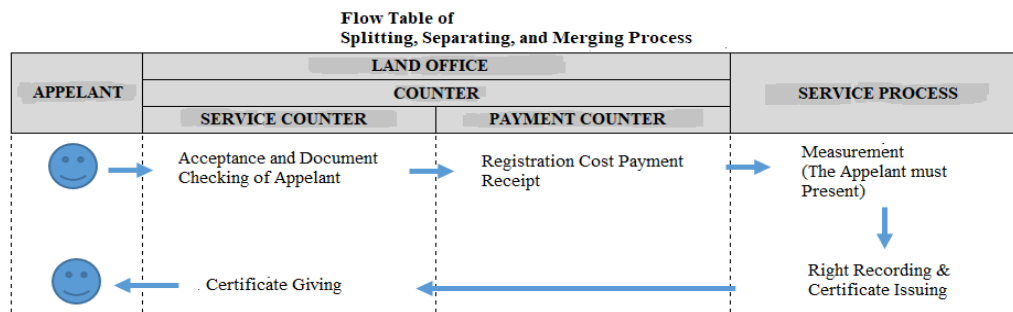 Flow Table of
Splitting, Separating, and Merging Process
LAND OFFICE
APPELANT
COUNTER
SERVICE PROCESS
SERVICE COUNTER
PAYMENT COUNTER
Acceptance and Document
Checking of Appelant
Registration Cost Payment
Receipt
Measurement
(The Appelant must
Present)
Right Recording &
Certificate Issuing
. Certificate Giving